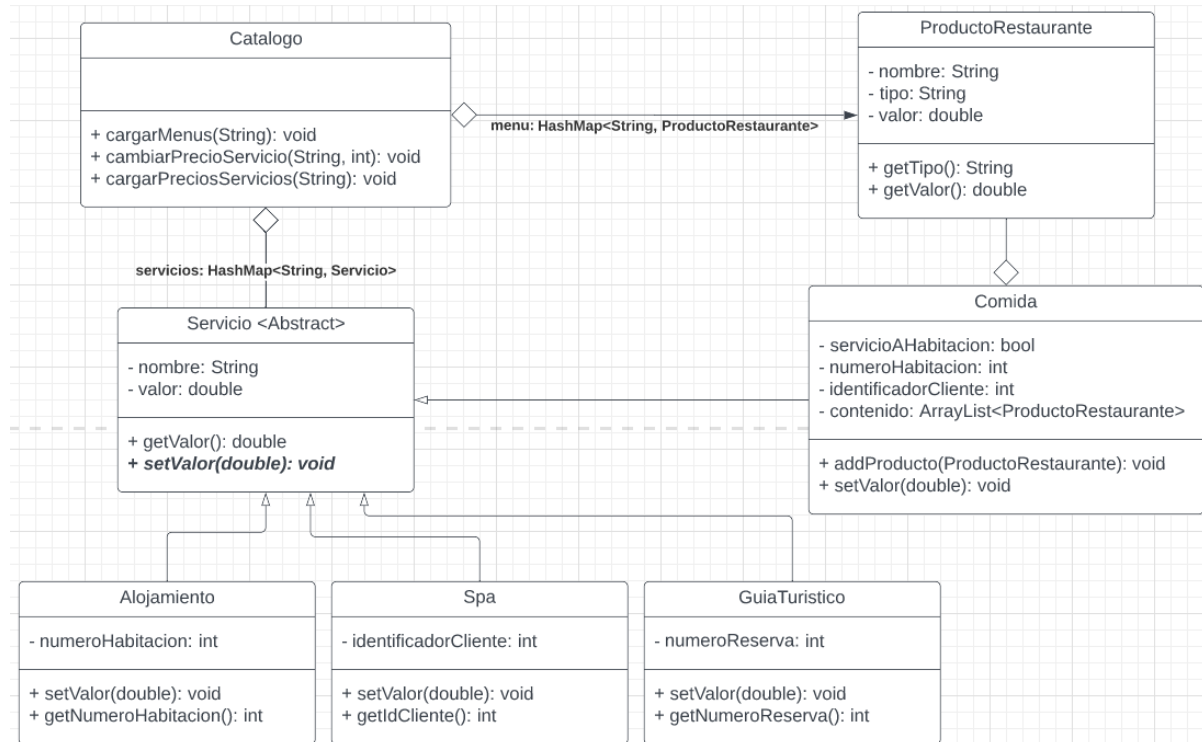 Catalogo
+ cargarMenus(String): void
+ cambiarPrecioServicio(String, int): void
+ cargarPreciosServicios(String): void
menu: HashMap<String, ProductoRestaurante>
ProductoRestaurante
- nombre: String
- tipo: String
- valor: double
+ getTipo(): String
+ getValor(): double
servicios: HashMap<String, Servicio>
Servicio <Abstract>
- nombre: String
- valor: double
+ getValor(): double
+ setValor(double): void
Comida
- servicioAHabitacion: bool
- numeroHabitacion: int
- identificadorCliente: int
- contenido: ArrayList<ProductoRestaurante>
+ addProducto(ProductoRestaurante): void
+ setValor(double): void
Alojamiento
- numeroHabitacion: int
+ setValor(double): void
+ getNumeroHabitacion(): int
Spa
- identificadorCliente: int
+ setValor(double): void
+ getIdCliente(): int
GuiaTuristico
- numeroReserva: int
+ setValor(double): void
+ getNumeroReserva(): int